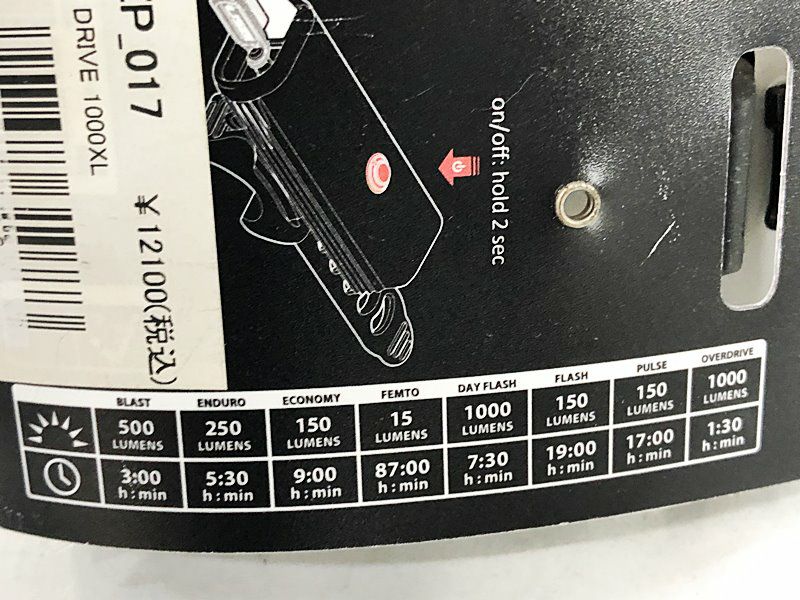 EP_017
DRIVE 1000XL
¥12100(税込)
on/off: hold 2 sec
BLAST ENDURO ECONOMY FEMTO DAY FLASH FLASH PULSE OVERDRIVE
500 250 150 15 1000 150 150 1000
LUMENS LUMENS LUMENS LUMENS LUMENS LUMENS LUMENS LUMENS
3:00 5:30 9:00 87:00 7:30 19:00 17:00 1:30
h:min h:min h:min h:min h:min h:min h:min h:min